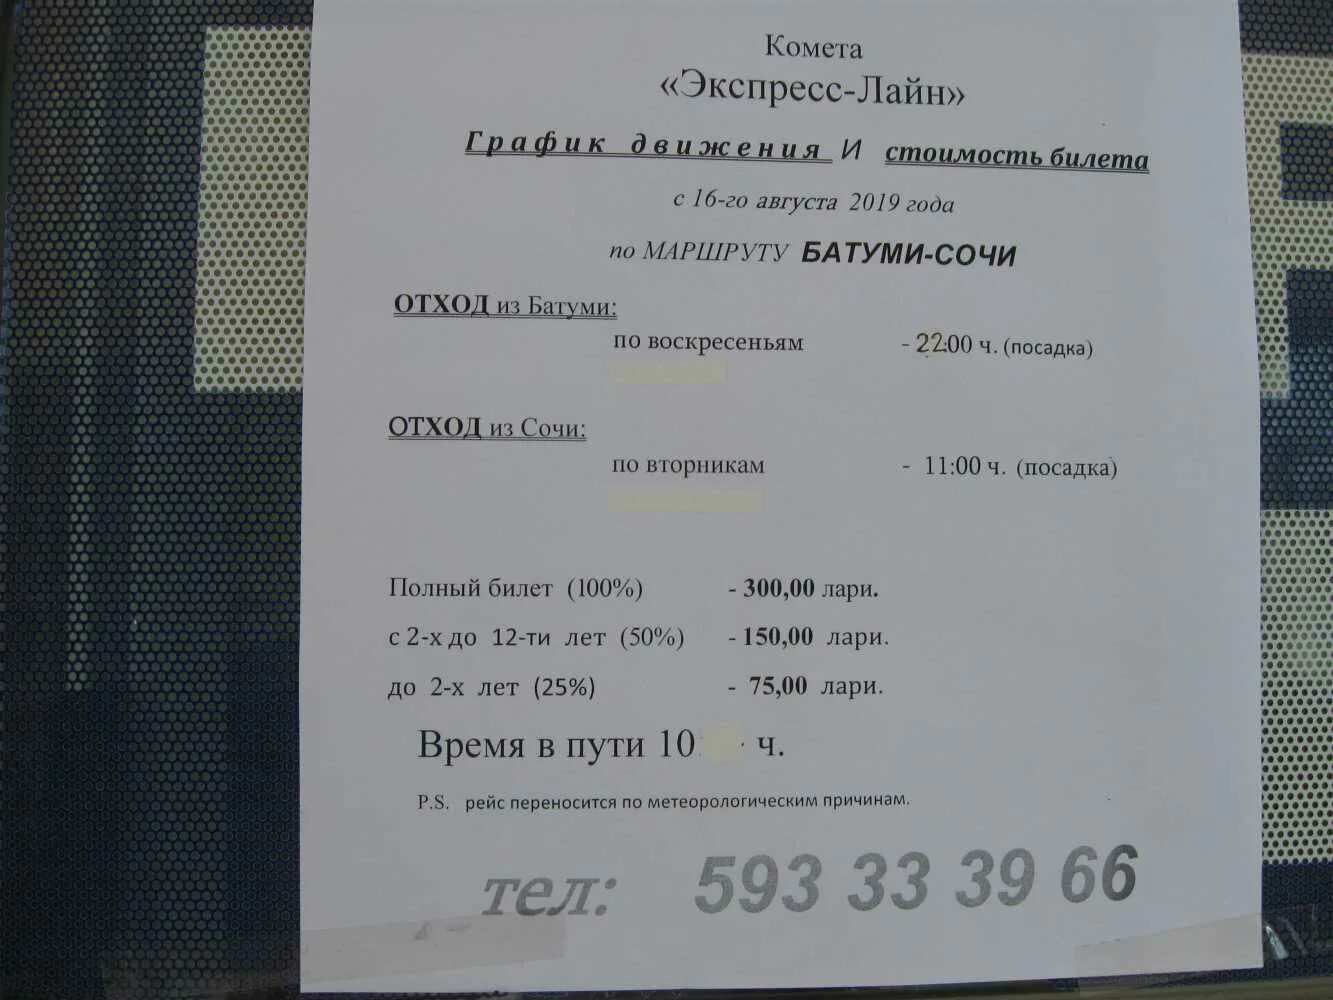 Комета
«Экспресс-Лайн»
График движения И стоимость билета
с 16-го августа 2019 года
по МАРШРУТУ БАТУМИ-СОЧИ
ОТХОД из Батуми:
по воскресеньям - 22:00 ч. (посадка)
ОТХОД из Сочи:
по вторникам - 11:00 ч. (посадка)
Полный билет (100%) - 300,00 лари.
с 2-х до 12-ти лет (50%) - 150,00 лари.
до 2-х лет (25%) - 75,00 лари.
Время в пути 10 ч.
P.S. рейс переносится по метеорологическим причинам.
тел: 593 33 39 66